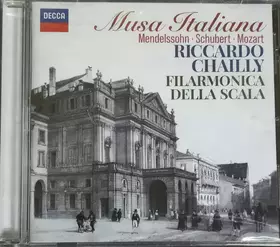 DECCA
Musa Italiana
Mendelssohn · Schubert · Mozart
RICCARDO
CHAILLY
FILARMONICA
DELLA SCALA